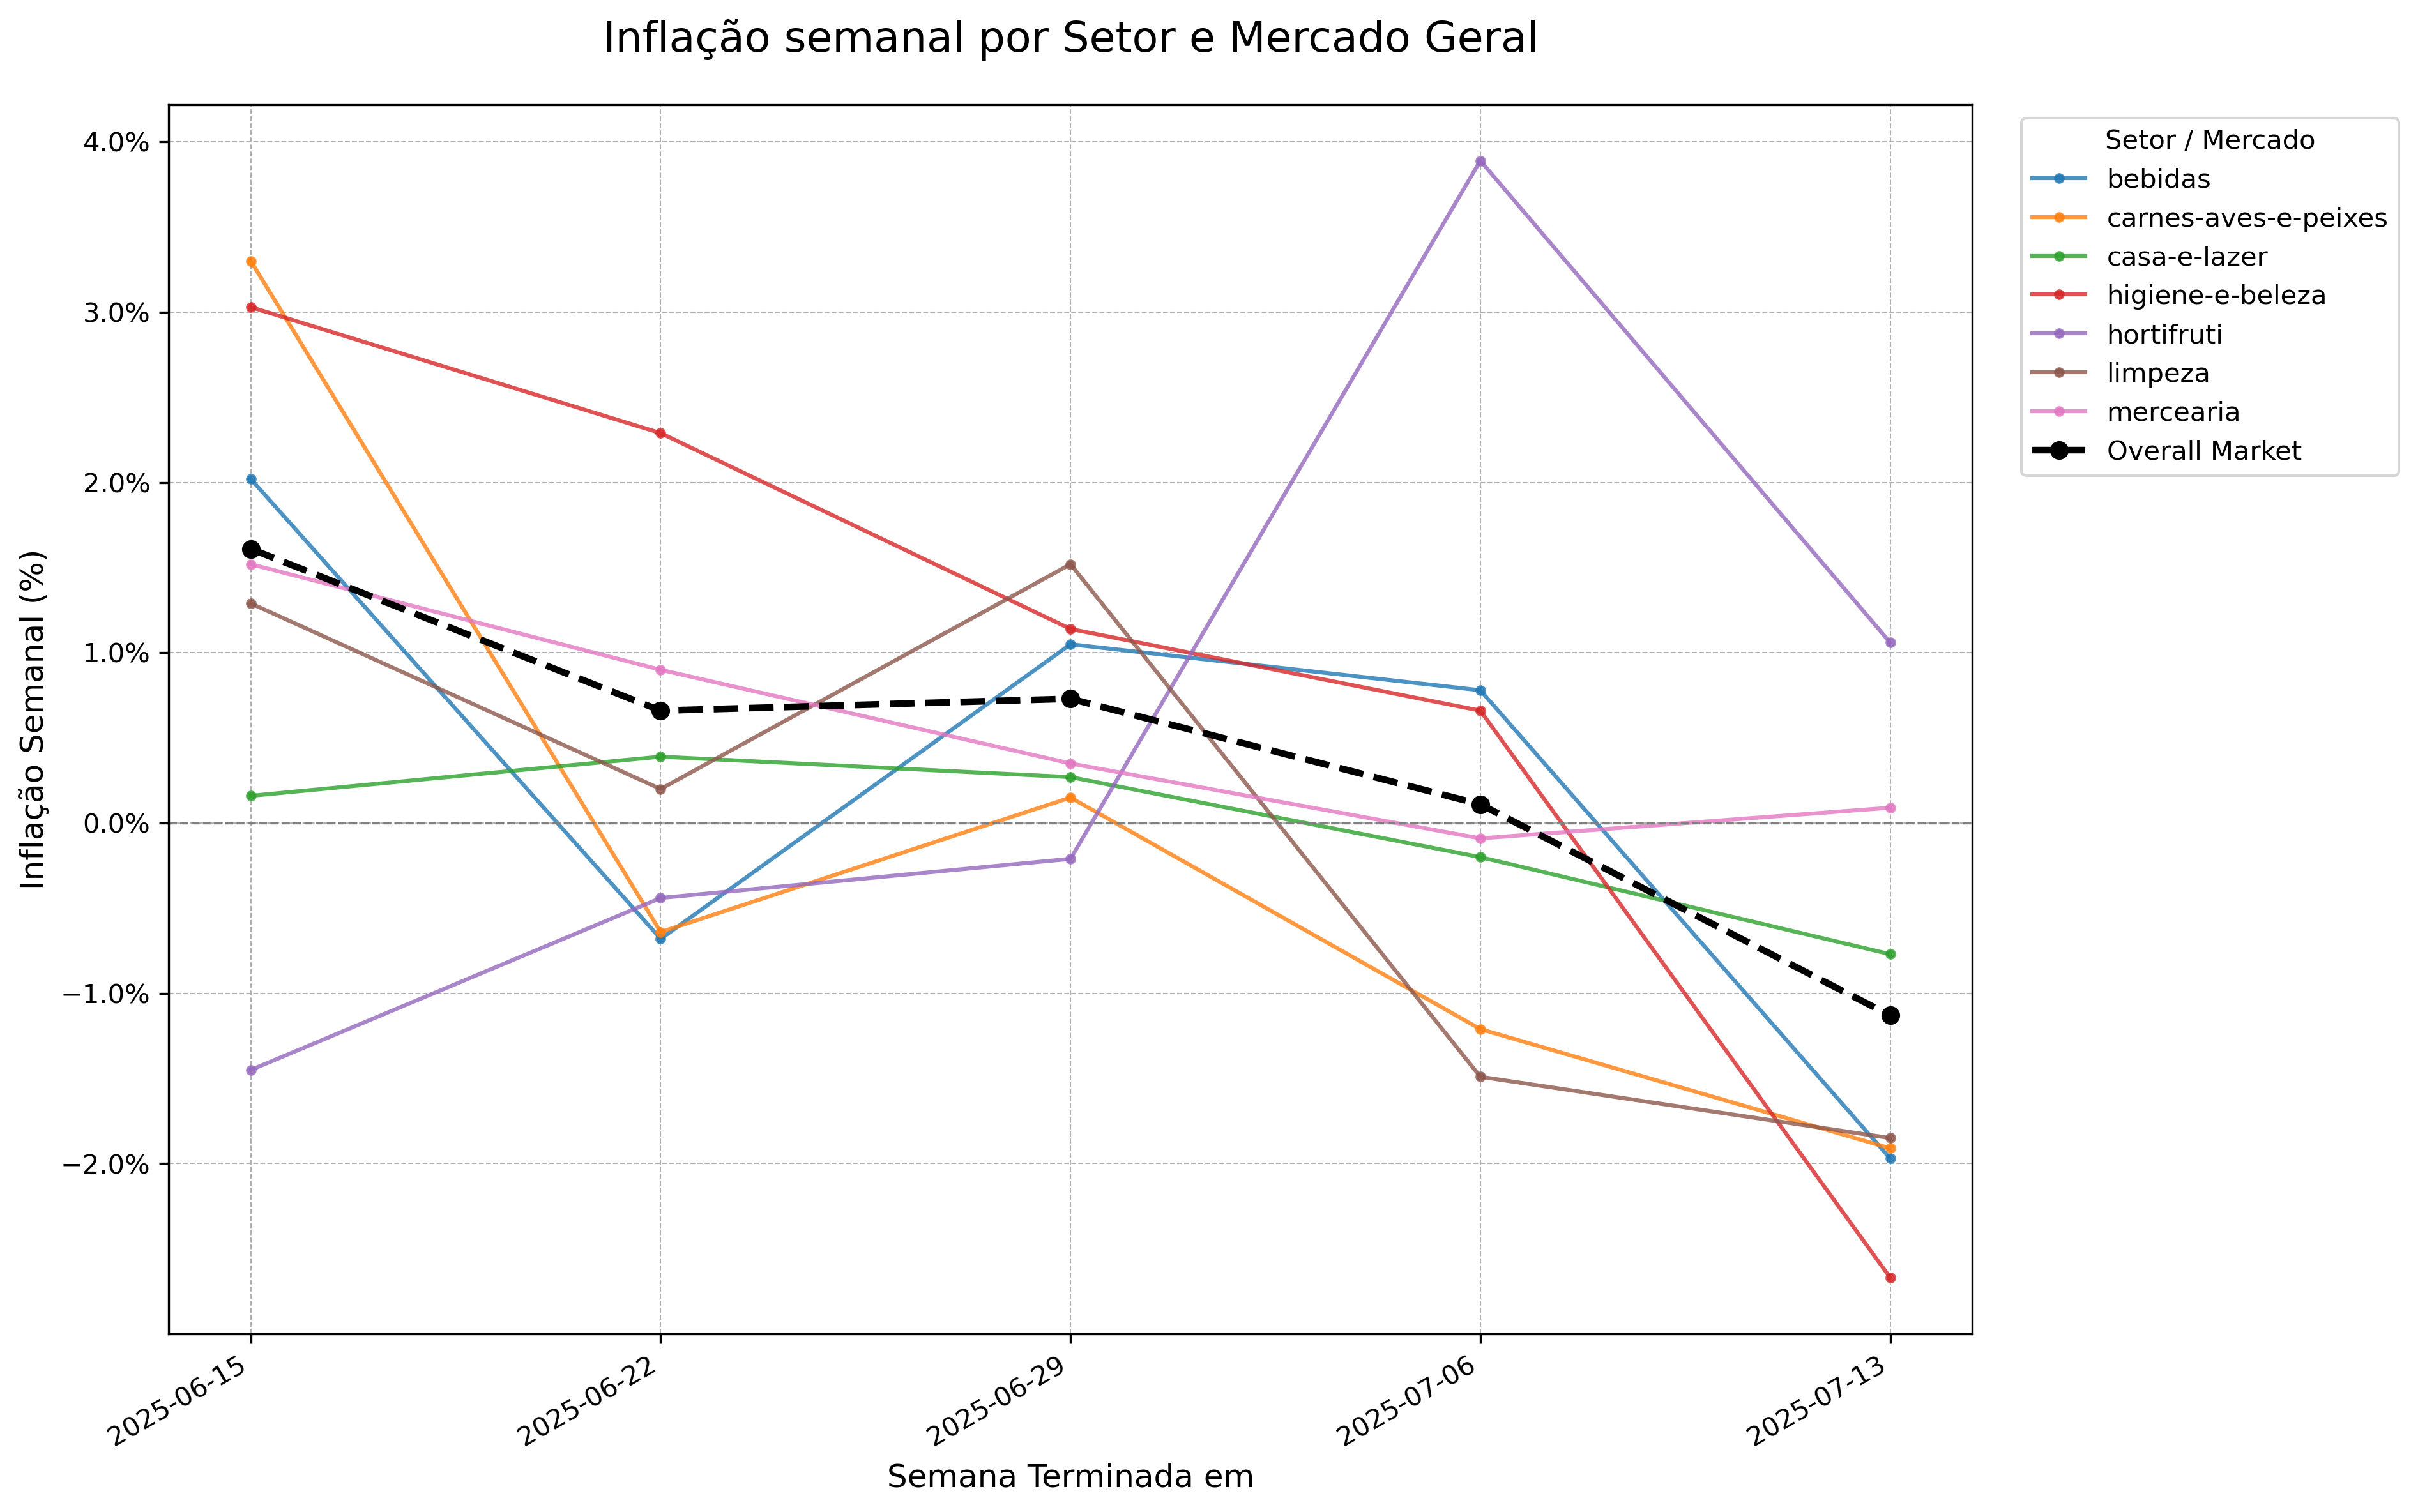 Inflação semanal por Setor e Mercado Geral
Inflação Semanal (%)
4.0%
3.0%
2.0%
1.0%
0.0%
−1.0%
−2.0%
2025-06-15
2025-06-22
2025-06-29
2025-07-06
2025-07-13
Semana Terminada em
Setor / Mercado
bebidas
carnes-aves-e-peixes
casa-e-lazer
higiene-e-beleza
hortifruti
limpeza
mercearia
Overall Market